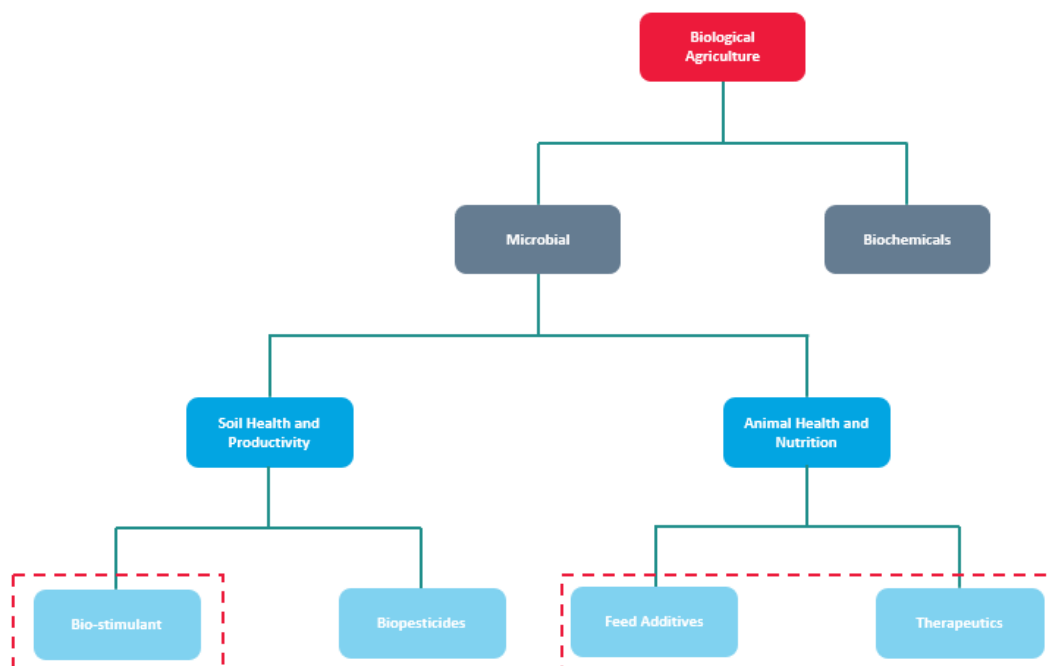 Biological
Agriculture
Microbial
Biochemicals
Soil Health and
Productivity
Animal Health and
Nutrition
Bio-stimulant
Biopesticides
Feed Additives
Therapeutics